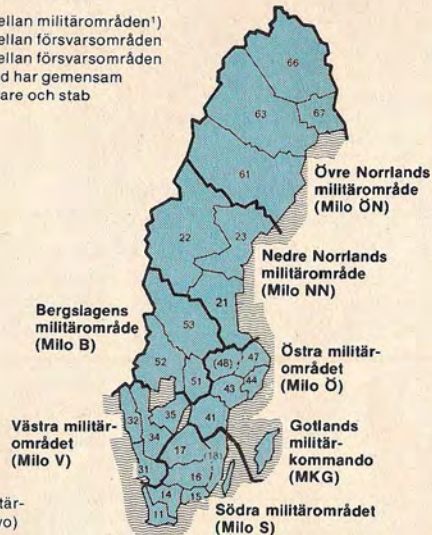 ellan militärområden¹)
ellan försvarsområden
ellan försvarsområden
d har gemensam
are och stab
66
63
67
61
Övre Norrlands
militärområde
(Milo ÖN)
22
23
Nedre Norrlands
militärområde
(Milo NN)
21
Bergslagens
militärområde
(Milo B)
53
52
51
(48)
47
43
44
Östra militär-
området
(Milo Ö)
41
Västra militär-
området
(Milo V)
32
35
34
31
Gotlands
militär-
kommando
(MKG)
17
(18)
16
14
15
11
Södra militärområdet
(Milo S)
itär-
vo)